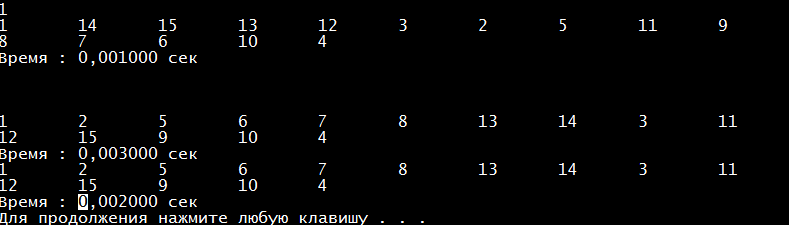 1
1 14 15 13 12 3 2 5 11 9
8 7 6 10 4
Время : 0,001000 сек
1 2 5 6 7 8 13 14 3 11
12 15 9 10 4
Время : 0,003000 сек
1 2 5 6 7 8 13 14 3 11
12 15 9 10 4
Время : 0,002000 сек
Для продолжения нажмите любую клавишу . . .